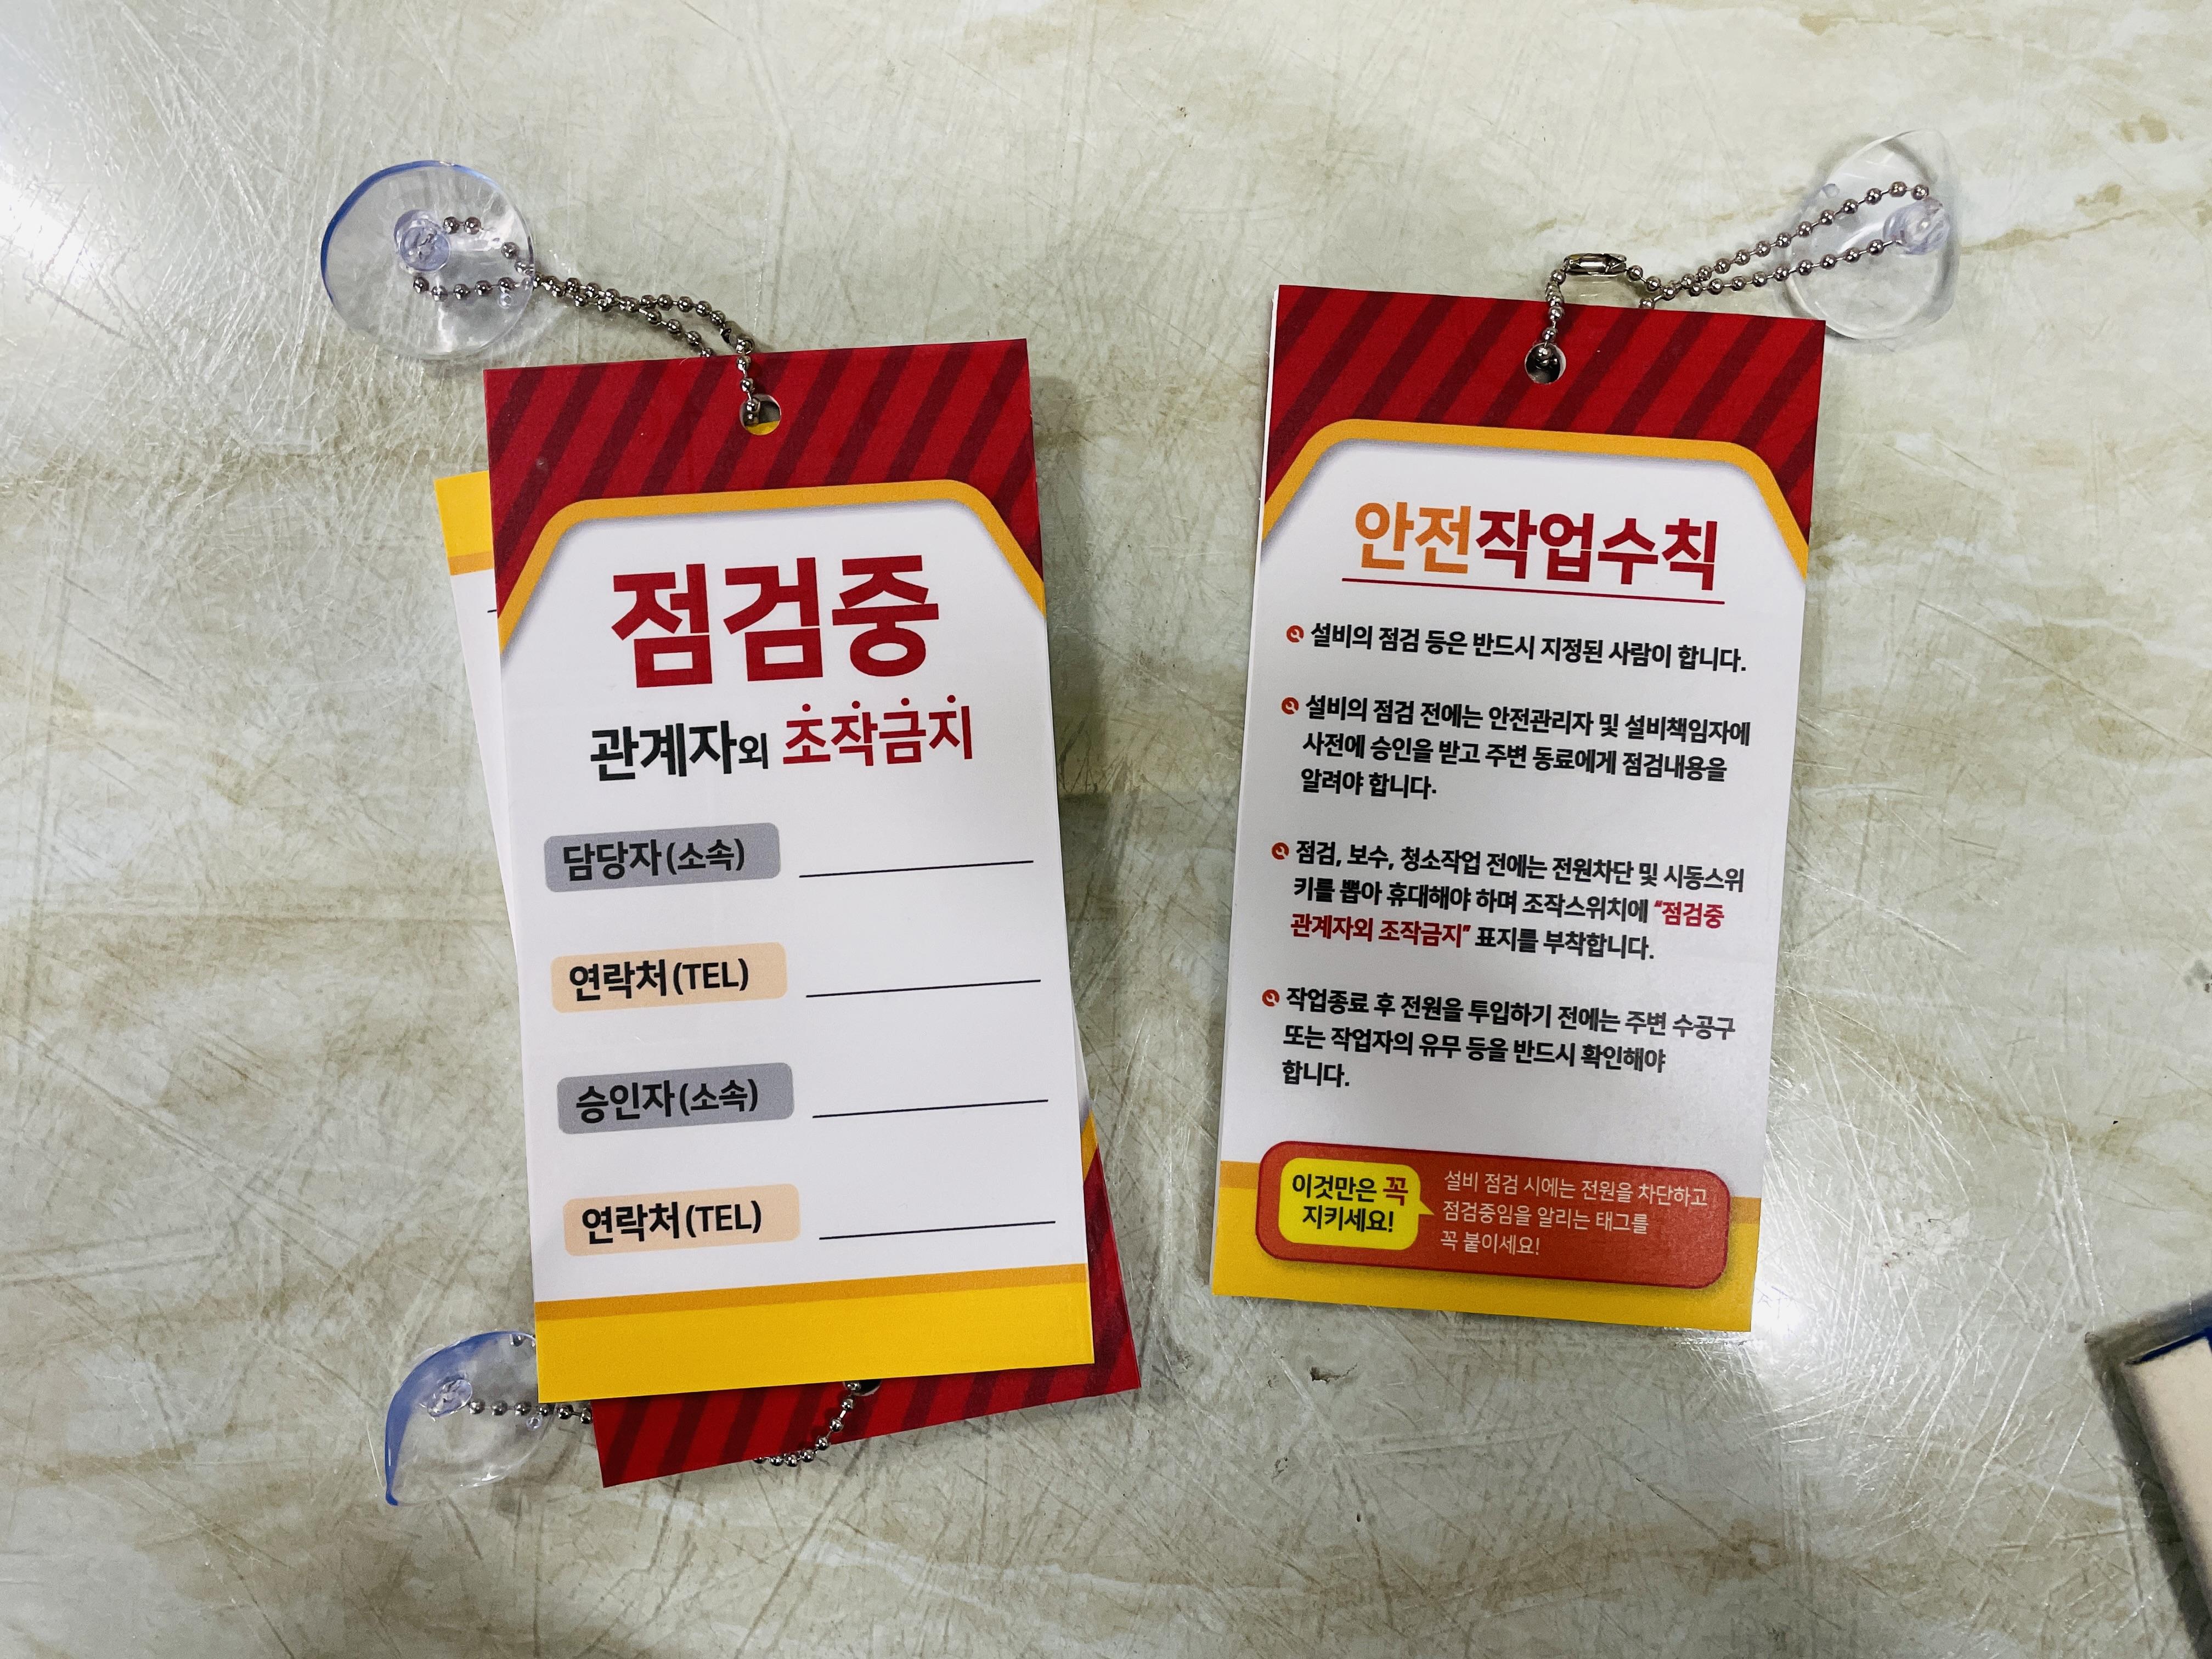 점검중
관계자외 조작금지
담당자(소속)
연락처(TEL)
승인자(소속)
연락처(TEL)
안전작업수칙
설비의 점검 등은 반드시 지정된 사람이 합니다.
설비의 점검 전에는 안전관리자 및 설비책임자에
사전에 승인을 받고 주변 동료에게 점검내용을
알려야 합니다.
점검, 보수, 청소작업 전에는 전원차단 및 시동스위
키를 뽑아 휴대해야 하며 조작스위치에 “점검중
관계자외 조작금지” 표지를 부착합니다.
작업종료 후 전원을 투입하기 전에는 주변 수공구
또는 작업자의 유무 등을 반드시 확인해야
합니다.
이것만은 꼭
지키세요!
설비 점검 시에는 전원을 차단하고
점검중임을 알리는 태그를
꼭 붙이세요!